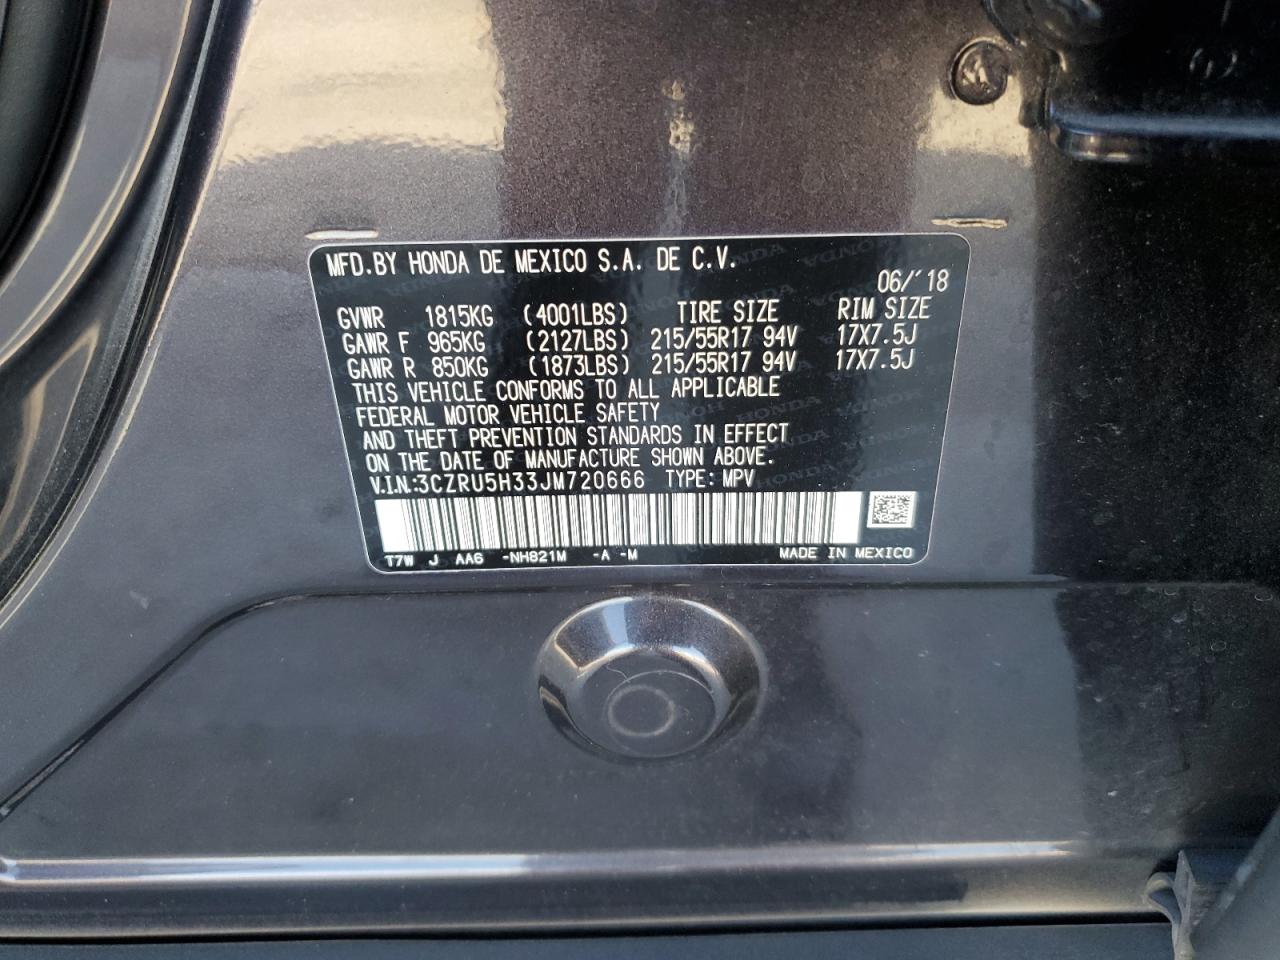 MFD.BY HONDA DE MEXICO S.A. DE C.V.
06/'18
GVWR 1815KG (4001LBS) TIRE SIZE RIM SIZE
GAWR F 965KG (2127LBS) 215/55R17 94V 17X7.5J
GAWR R 850KG (1873LBS) 215/55R17 94V 17X7.5J
THIS VEHICLE CONFORMS TO ALL APPLICABLE
FEDERAL MOTOR VEHICLE SAFETY
AND THEFT PREVENTION STANDARDS IN EFFECT
ON THE DATE OF MANUFACTURE SHOWN ABOVE.
V.I.N.:3CZRU5H33JM720666 TYPE: MPV
T7W J AA6 -NH821M -A -M MADE IN MEXICO